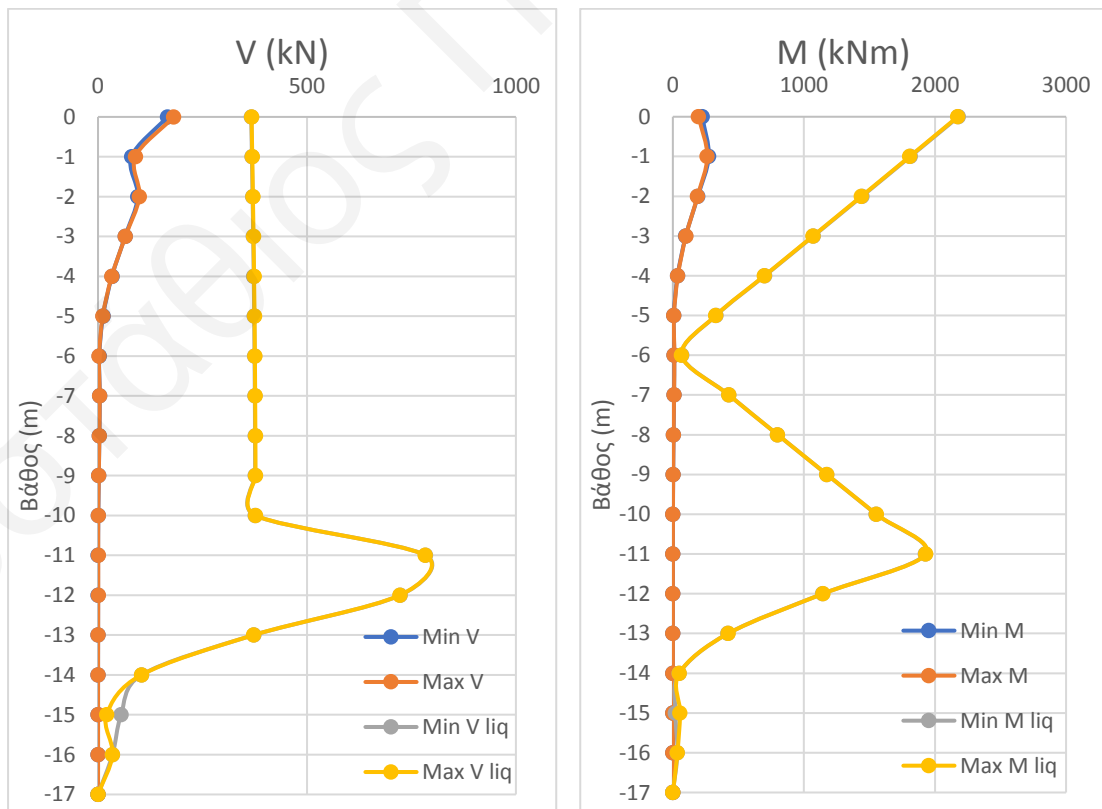 V (kN)
0 500 1000
0
-1
-2
-3
-4
-5
-6
-7
-8
-9
-10
-11
-12
-13
-14
-15
-16
-17
Βάθος (m)
Min V
Max V
Min V liq
Max V liq
M (kNm)
0 1000 2000 3000
0
-1
-2
-3
-4
-5
-6
-7
-8
-9
-10
-11
-12
-13
-14
-15
-16
-17
Βάθος (m)
Min M
Max M
Min M liq
Max M liq